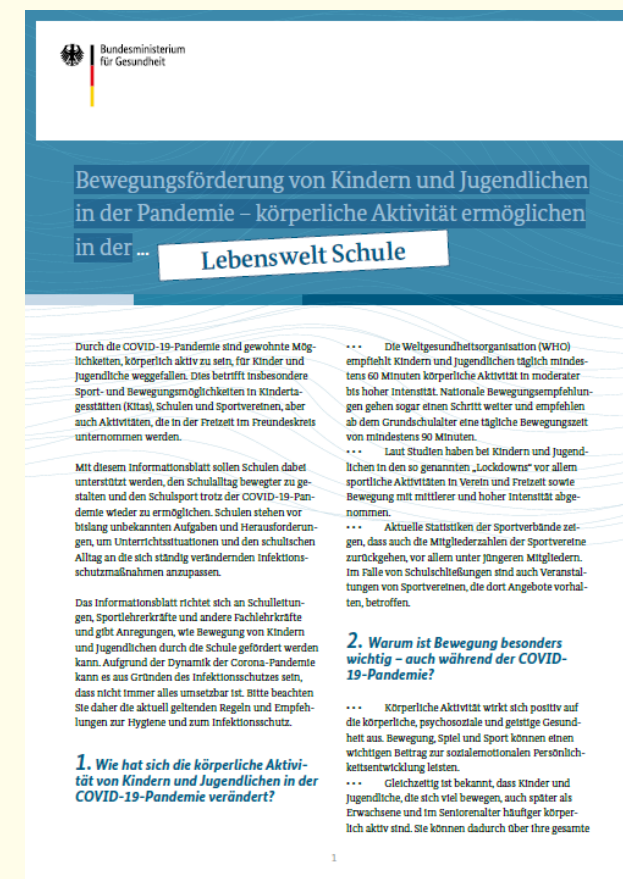 Bundesministerium
für Gesundheit
Bewegungsförderung von Kindern und Jugendlichen
in der Pandemie – körperliche Aktivität ermöglichen
in der ...
Lebenswelt Schule
Durch die COVID-19-Pandemie sind gewohnte Mög-
lichkeiten, körperlich aktiv zu sein, für Kinder und
Jugendliche weggefallen. Dies betrifft insbesondere
Sport- und Bewegungsmöglichkeiten in Kinderta-
gesstätten (Kitas), Schulen und Sportvereinen, aber
auch Aktivitäten, die in der Freizeit im Freundeskreis
unternommen werden.
Mit diesem Informationsblatt sollen Schulen dabei
unterstützt werden, den Schulalltag bewegter zu ge-
stalten und den Schulsport trotz der COVID-19-Pan-
demie wieder zu ermöglichen. Schulen stehen vor
bislang unbekannten Aufgaben und Herausforderun-
gen, um Unterrichtssituationen und den schulischen
Alltag an die sich ständig verändernden Infektions-
schutzmaßnahmen anzupassen.
Das Informationsblatt richtet sich an Schulleitun-
gen, Sportlehrerkräfte und andere Fachlehrkräfte
und gibt Anregungen, wie Bewegung von Kindern
und Jugendlichen durch die Schule gefördert werden
kann. Aufgrund der Dynamik der Corona-Pandemie
kann es aus Gründen des Infektionsschutzes sein,
dass nicht immer alles umsetzbar ist. Bitte beachten
Sie daher die aktuell geltenden Regeln und Empfeh-
lungen zur Hygiene und zum Infektionsschutz.
1. Wie hat sich die körperliche Aktivi-
tät von Kindern und Jugendlichen in der
COVID-19-Pandemie verändert?
··· Die Weltgesundheitsorganisation (WHO)
empfiehlt Kindern und Jugendlichen täglich mindes-
tens 60 Minuten körperliche Aktivität in moderater
bis hoher Intensität. Nationale Bewegungsempfehlun-
gen gehen sogar einen Schritt weiter und empfehlen
ab dem Grundschulalter eine tägliche Bewegungszeit
von mindestens 90 Minuten.
··· Laut Studien haben bei Kindern und Jugend-
lichen in den so genannten „Lockdowns“ vor allem
sportliche Aktivitäten in Verein und Freizeit sowie
Bewegung mit mittlerer und hoher Intensität abge-
nommen.
··· Aktuelle Statistiken der Sportverbände zei-
gen, dass auch die Mitgliederzahlen der Sportvereine
zurückgehen, vor allem unter jüngeren Mitgliedern.
Im Falle von Schulschließungen sind auch Veranstal-
tungen von Sportvereinen, die dort Angebote vorhal-
ten, betroffen.
2. Warum ist Bewegung besonders
wichtig – auch während der COVID-
19-Pandemie?
··· Körperliche Aktivität wirkt sich positiv auf
die körperliche, psychosoziale und geistige Gesund-
heit aus. Bewegung, Spiel und Sport können einen
wichtigen Beitrag zur sozialemotionalen Persönlich-
keitsentwicklung leisten.
··· Gleichzeitig ist bekannt, dass Kinder und
Jugendliche, die sich viel bewegen, auch später als
Erwachsene und im Seniorenalter häufiger körper-
lich aktiv sind. Sie können dadurch über ihre gesamte
1